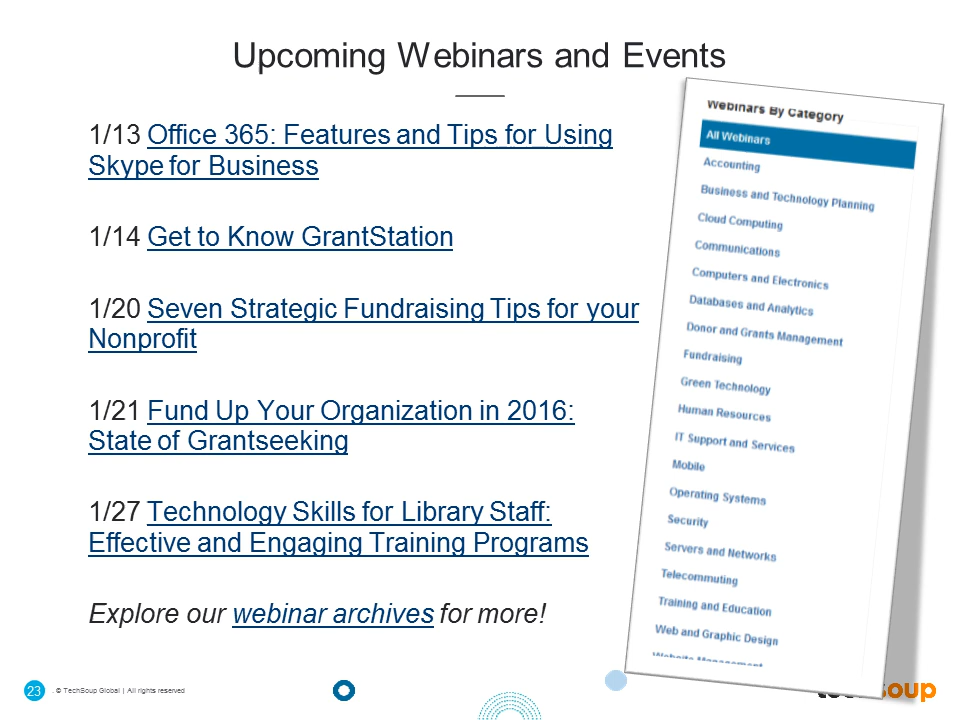 Upcoming Webinars and Events
1/13 Office 365: Features and Tips for Using
Skype for Business
1/14 Get to Know GrantStation
1/20 Seven Strategic Fundraising Tips for your
Nonprofit
1/21 Fund Up Your Organization in 2016:
State of Grantseeking
1/27 Technology Skills for Library Staff:
Effective and Engaging Training Programs
Explore our webinar archives for more!
Webinars By Category
All Webinars
Accounting
Business and Technology Planning
Cloud Computing
Communications
Computers and Electronics
Databases and Analytics
Donor and Grants Management
Fundraising
Green Technology
Human Resources
IT Support and Services
Mobile
Operating Systems
Security
Servers and Networks
Telecommuting
Training and Education
Web and Graphic Design
Website Management
23 . © TechSoup Global | All rights reserved